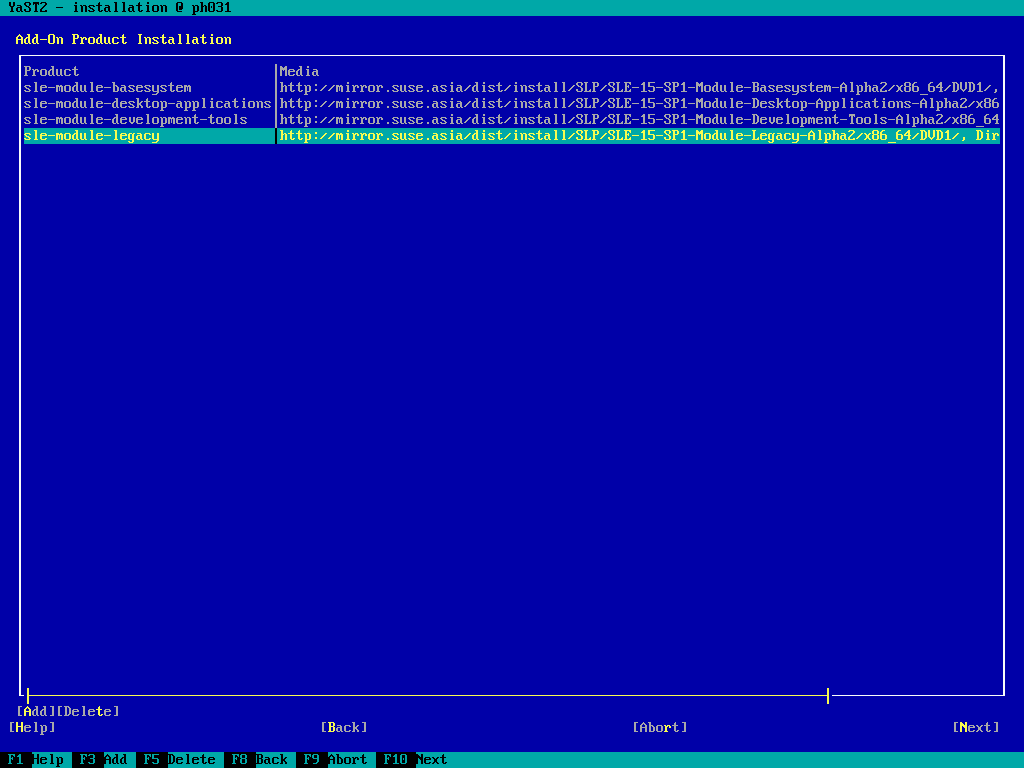 YaST2 - installation @ ph031
Add-On Product Installation
Product |Media
sle-module-basesystem |http://mirror.suse.asia/dist/install/SLP/SLE-15-SP1-Module-Basesystem-Alpha2/x86_64/DVD1/,
sle-module-desktop-applications|http://mirror.suse.asia/dist/install/SLP/SLE-15-SP1-Module-Desktop-Applications-Alpha2/x86
sle-module-development-tools |http://mirror.suse.asia/dist/install/SLP/SLE-15-SP1-Module-Development-Tools-Alpha2/x86_64
sle-module-legacy |http://mirror.suse.asia/dist/install/SLP/SLE-15-SP1-Module-Legacy-Alpha2/x86_64/DVD1/, Dir
[Add][Delete]
[Help] [Back] [Abort] [Next]
F1 Help F3 Add F5 Delete F8 Back F9 Abort F10 Next